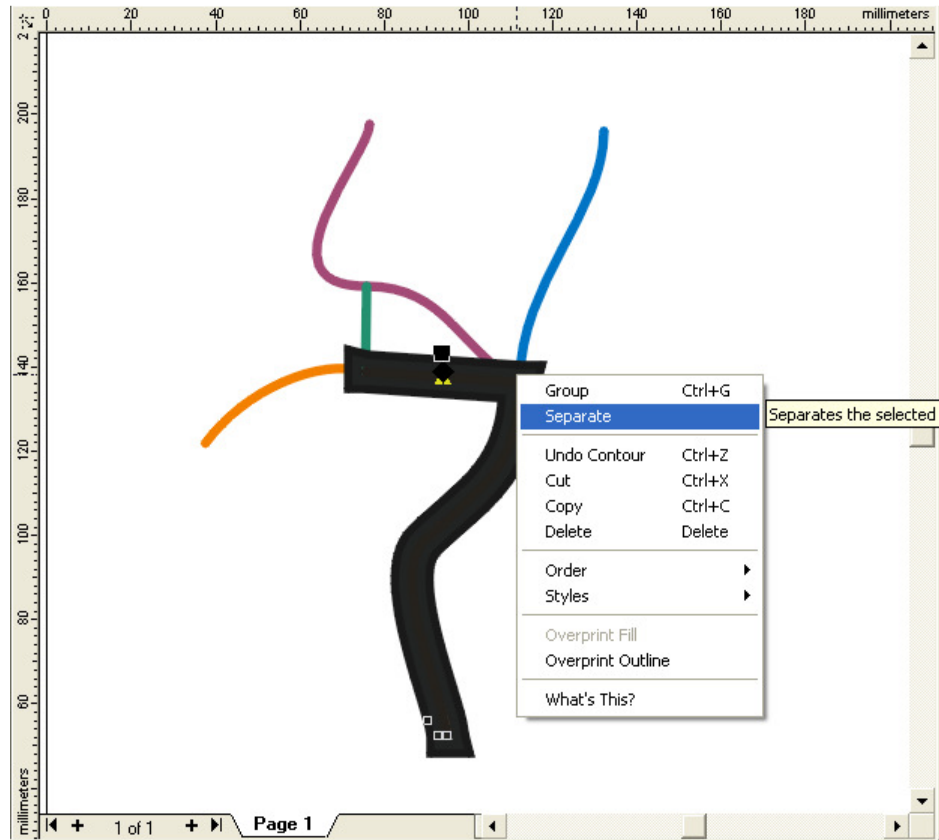 0 20 40 60 80 100 120 140 160 180 millimeters
200
180
160
140
120
100
80
60
millimeters
Group Ctrl+G
Separate
Separates the selected
Undo Contour Ctrl+Z
Cut Ctrl+X
Copy Ctrl+C
Delete Delete
Order
Styles
Overprint Fill
Overprint Outline
What's This?
1 of 1
Page 1